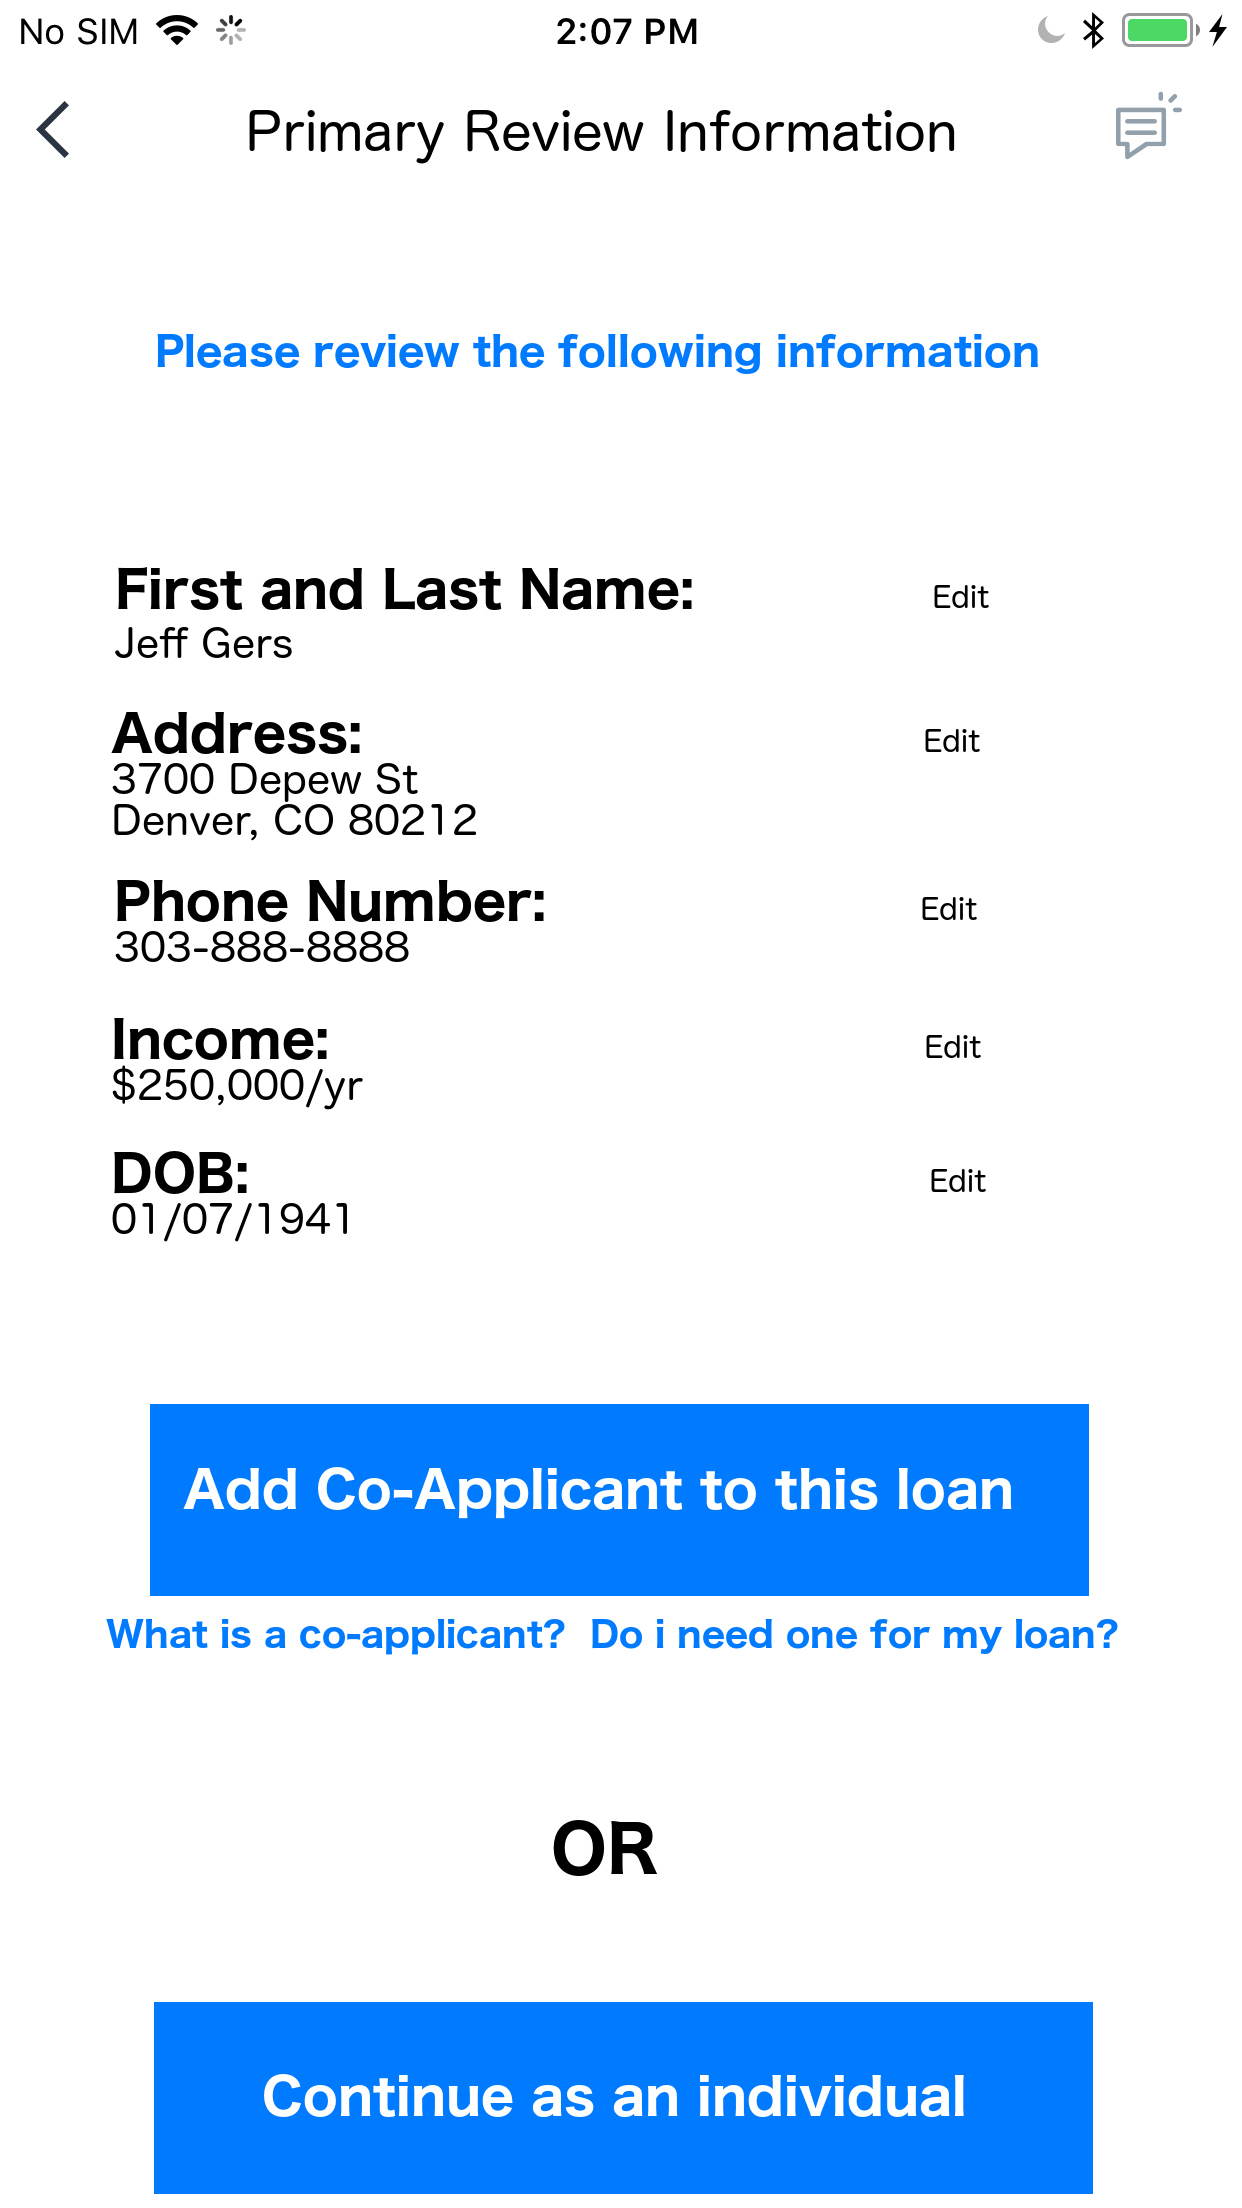 No SIM 2:07 PM
Primary Review Information
Please review the following information
First and Last Name: Edit
Jeff Gers
Address: Edit
3700 Depew St
Denver, CO 80212
Phone Number: Edit
303-888-8888
Income: Edit
$250,000/yr
DOB: Edit
01/07/1941
Add Co-Applicant to this loan
What is a co-applicant?  Do i need one for my loan?
OR
Continue as an individual